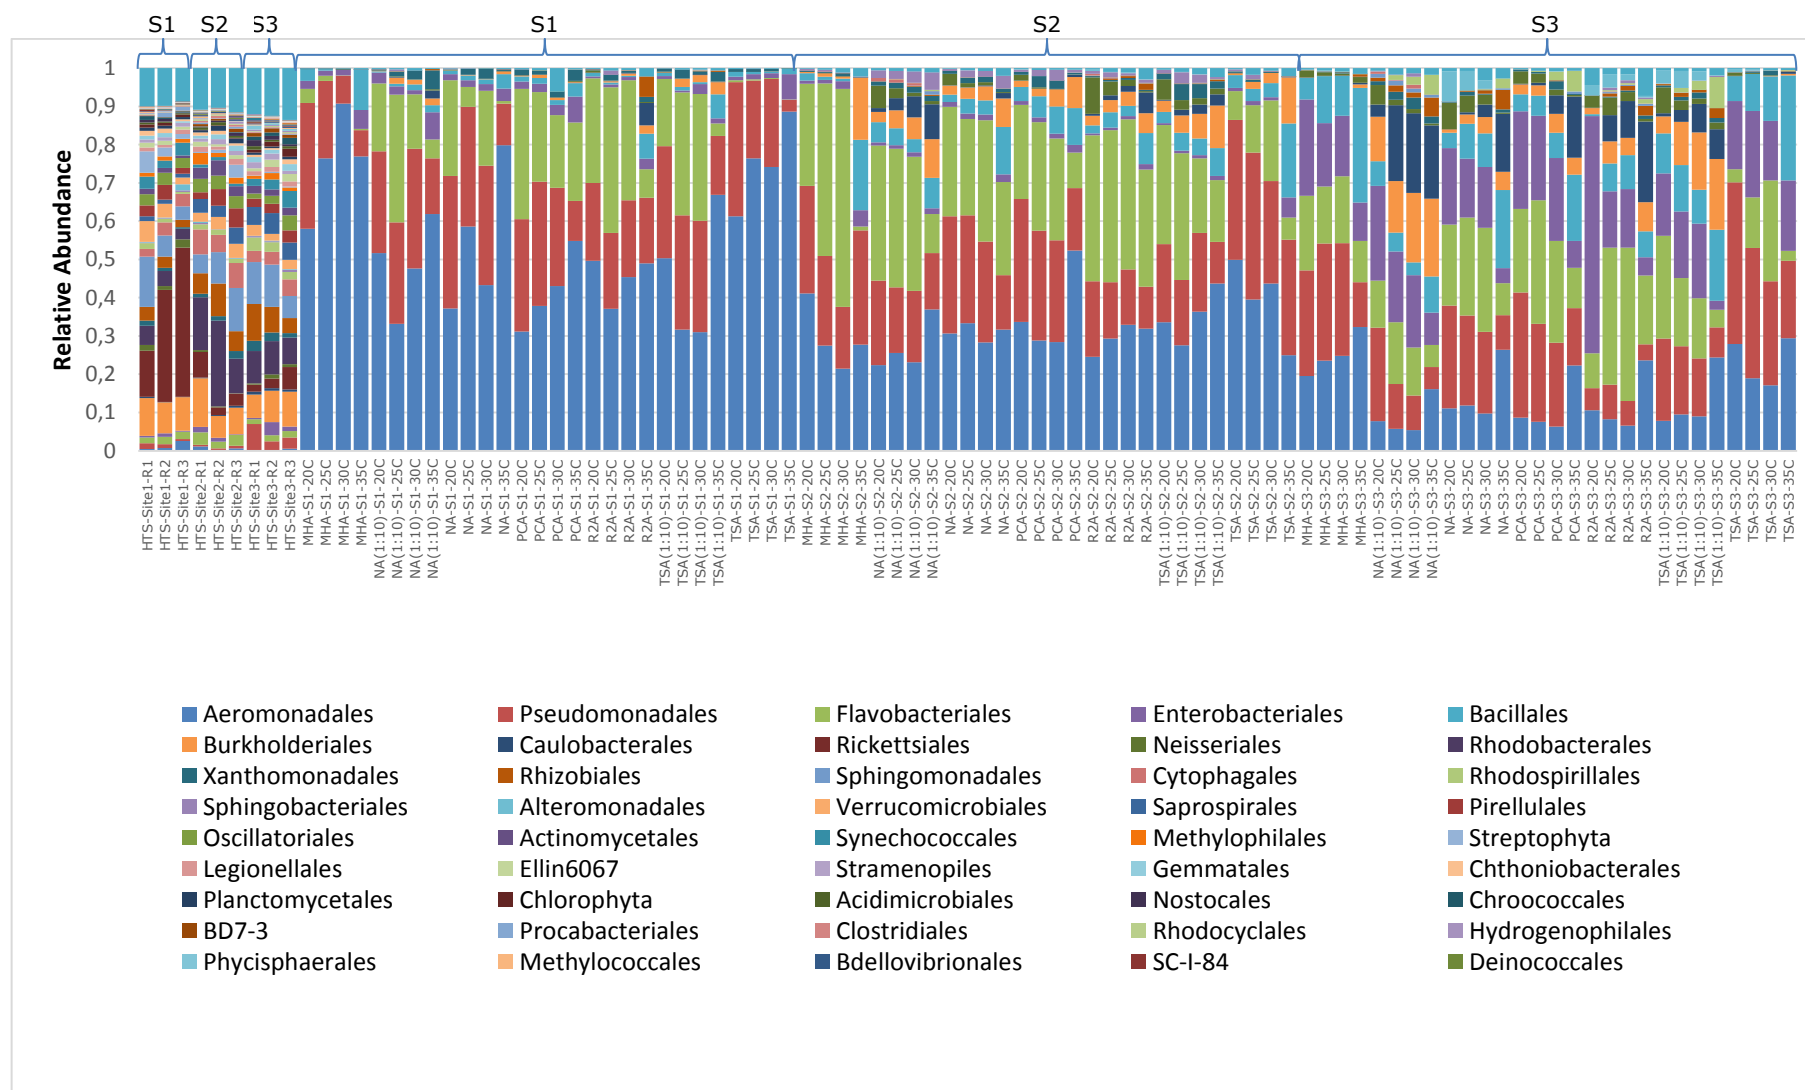 S1 S2 S3 S1 S2 S3
Relative Abundance
1
0,9
0,8
0,7
0,6
0,5
0,4
0,3
0,2
0,1
0
HTS-Site1-R1
HTS-Site1-R2
HTS-Site1-R3
HTS-Site2-R1
HTS-Site2-R2
HTS-Site2-R3
HTS-Site3-R1
HTS-Site3-R2
HTS-Site3-R3
MHA-S1-20C
MHA-S1-25C
MHA-S1-30C
MHA-S1-35C
NA(1:10)-S1-20C
NA(1:10)-S1-25C
NA(1:10)-S1-30C
NA(1:10)-S1-35C
NA-S1-20C
NA-S1-25C
NA-S1-30C
NA-S1-35C
PCA-S1-20C
PCA-S1-25C
PCA-S1-30C
PCA-S1-35C
R2A-S1-20C
R2A-S1-25C
R2A-S1-30C
R2A-S1-35C
TSA(1:10)-S1-20C
TSA(1:10)-S1-25C
TSA(1:10)-S1-30C
TSA(1:10)-S1-35C
TSA-S1-20C
TSA-S1-25C
TSA-S1-30C
TSA-S1-35C
MHA-S2-20C
MHA-S2-25C
MHA-S2-30C
MHA-S2-35C
NA(1:10)-S2-20C
NA(1:10)-S2-25C
NA(1:10)-S2-30C
NA(1:10)-S2-35C
NA-S2-20C
NA-S2-25C
NA-S2-30C
NA-S2-35C
PCA-S2-20C
PCA-S2-25C
PCA-S2-30C
PCA-S2-35C
R2A-S2-20C
R2A-S2-25C
R2A-S2-30C
R2A-S2-35C
TSA(1:10)-S2-20C
TSA(1:10)-S2-25C
TSA(1:10)-S2-30C
TSA(1:10)-S2-35C
TSA-S2-20C
TSA-S2-25C
TSA-S2-30C
TSA-S2-35C
MHA-S3-20C
MHA-S3-25C
MHA-S3-30C
MHA-S3-35C
NA(1:10)-S3-20C
NA(1:10)-S3-25C
NA(1:10)-S3-30C
NA(1:10)-S3-35C
NA-S3-20C
NA-S3-25C
NA-S3-30C
NA-S3-35C
PCA-S3-20C
PCA-S3-25C
PCA-S3-30C
PCA-S3-35C
R2A-S3-20C
R2A-S3-25C
R2A-S3-30C
R2A-S3-35C
TSA(1:10)-S3-20C
TSA(1:10)-S3-25C
TSA(1:10)-S3-30C
TSA(1:10)-S3-35C
TSA-S3-20C
TSA-S3-25C
TSA-S3-30C
TSA-S3-35C
Aeromonadales Pseudomonadales Flavobacteriales Enterobacteriales Bacillales
Burkholderiales Caulobacterales Rickettsiales Neisseriales Rhodobacterales
Xanthomonadales Rhizobiales Sphingomonadales Cytophagales Rhodospirillales
Sphingobacteriales Alteromonadales Verrucomicrobiales Saprospirales Pirellulales
Oscillatoriales Actinomycetales Synechococcales Methylophilales Streptophyta
Legionellales Ellin6067 Stramenopiles Gemmatales Chthoniobacterales
Planctomycetales Chlorophyta Acidimicrobiales Nostocales Chroococcales
BD7-3 Procabacteriales Clostridiales Rhodocyclales Hydrogenophilales
Phycisphaerales Methylococcales Bdellovibrionales SC-I-84 Deinococcales